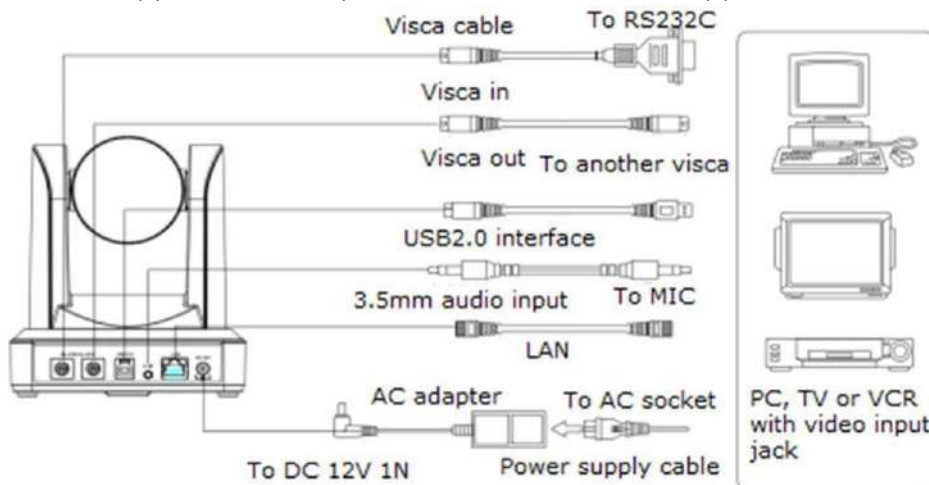 Visca cable
To RS232C
Visca in
Visca out
To another visca
USB2.0 interface
3.5mm audio input
To MIC
LAN
AC adapter
To AC socket
To DC 12V 1N
Power supply cable
PC, TV or VCR
with video input
jack